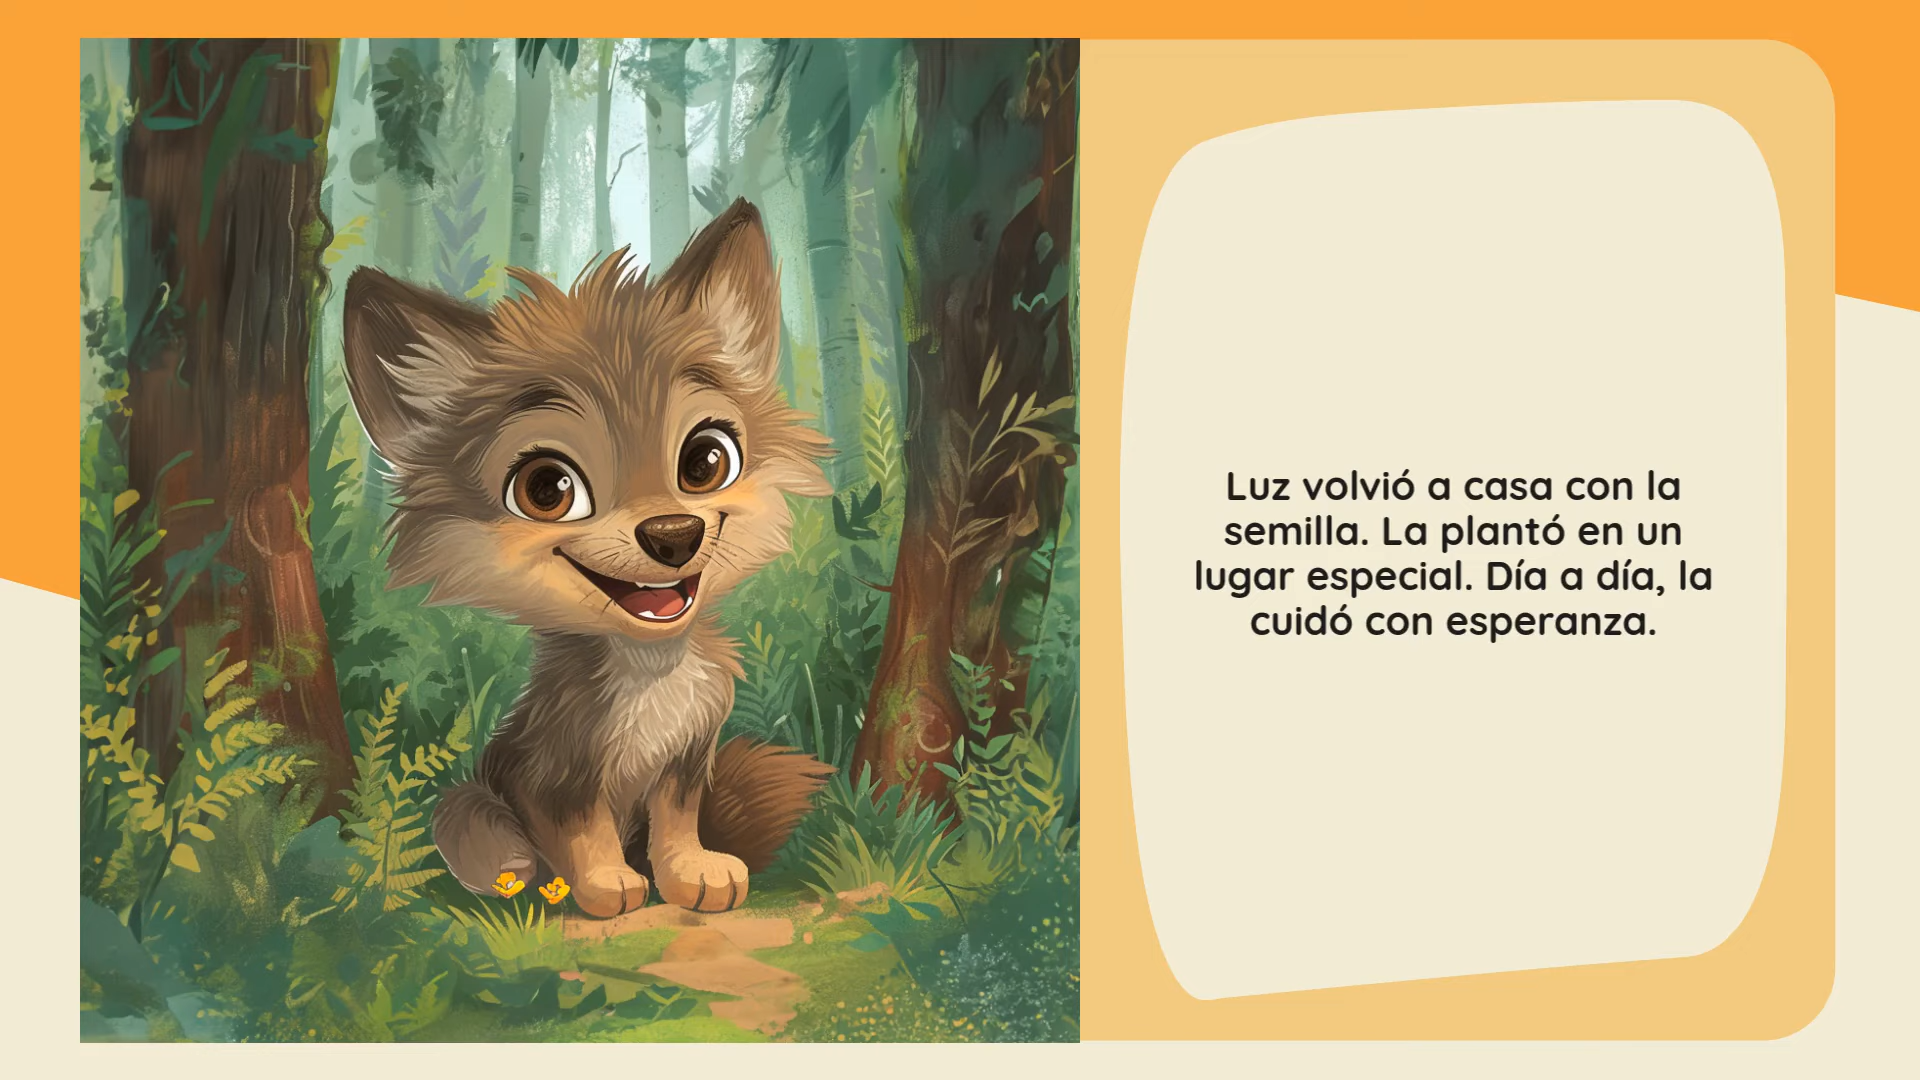 Luz volvió a casa con la
semilla. La plantó en un
lugar especial. Día a día, la
cuidó con esperanza.